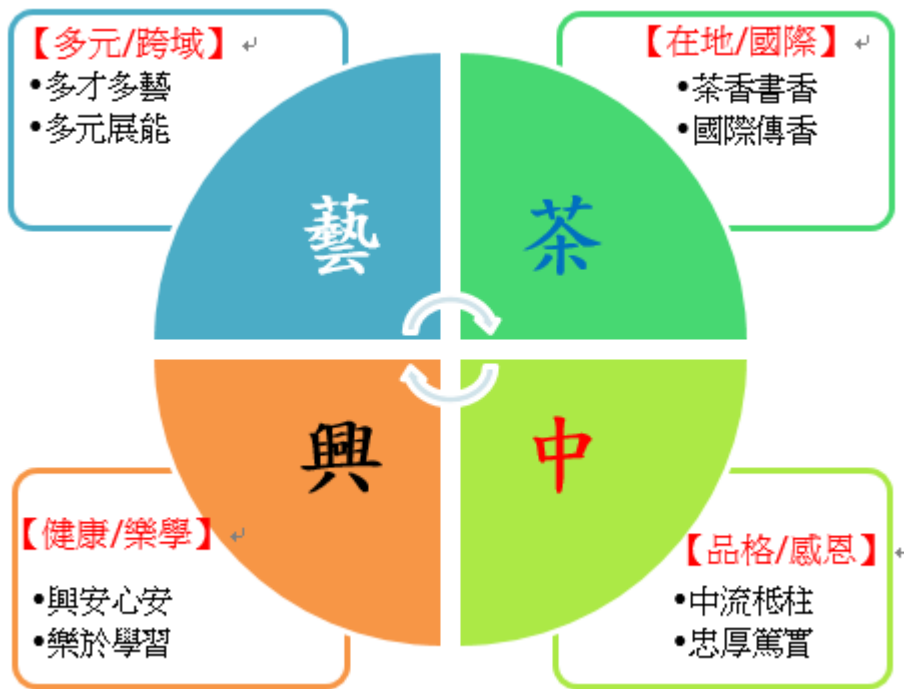 【多元/跨域】
•多才多藝
•多元展能
【在地/國際】
•茶香書香
•國際傳香
藝
茶
興
中
【健康/樂學】
•興安心安
•樂於學習
【品格/感恩】
•中流柢柱
•忠厚篤實